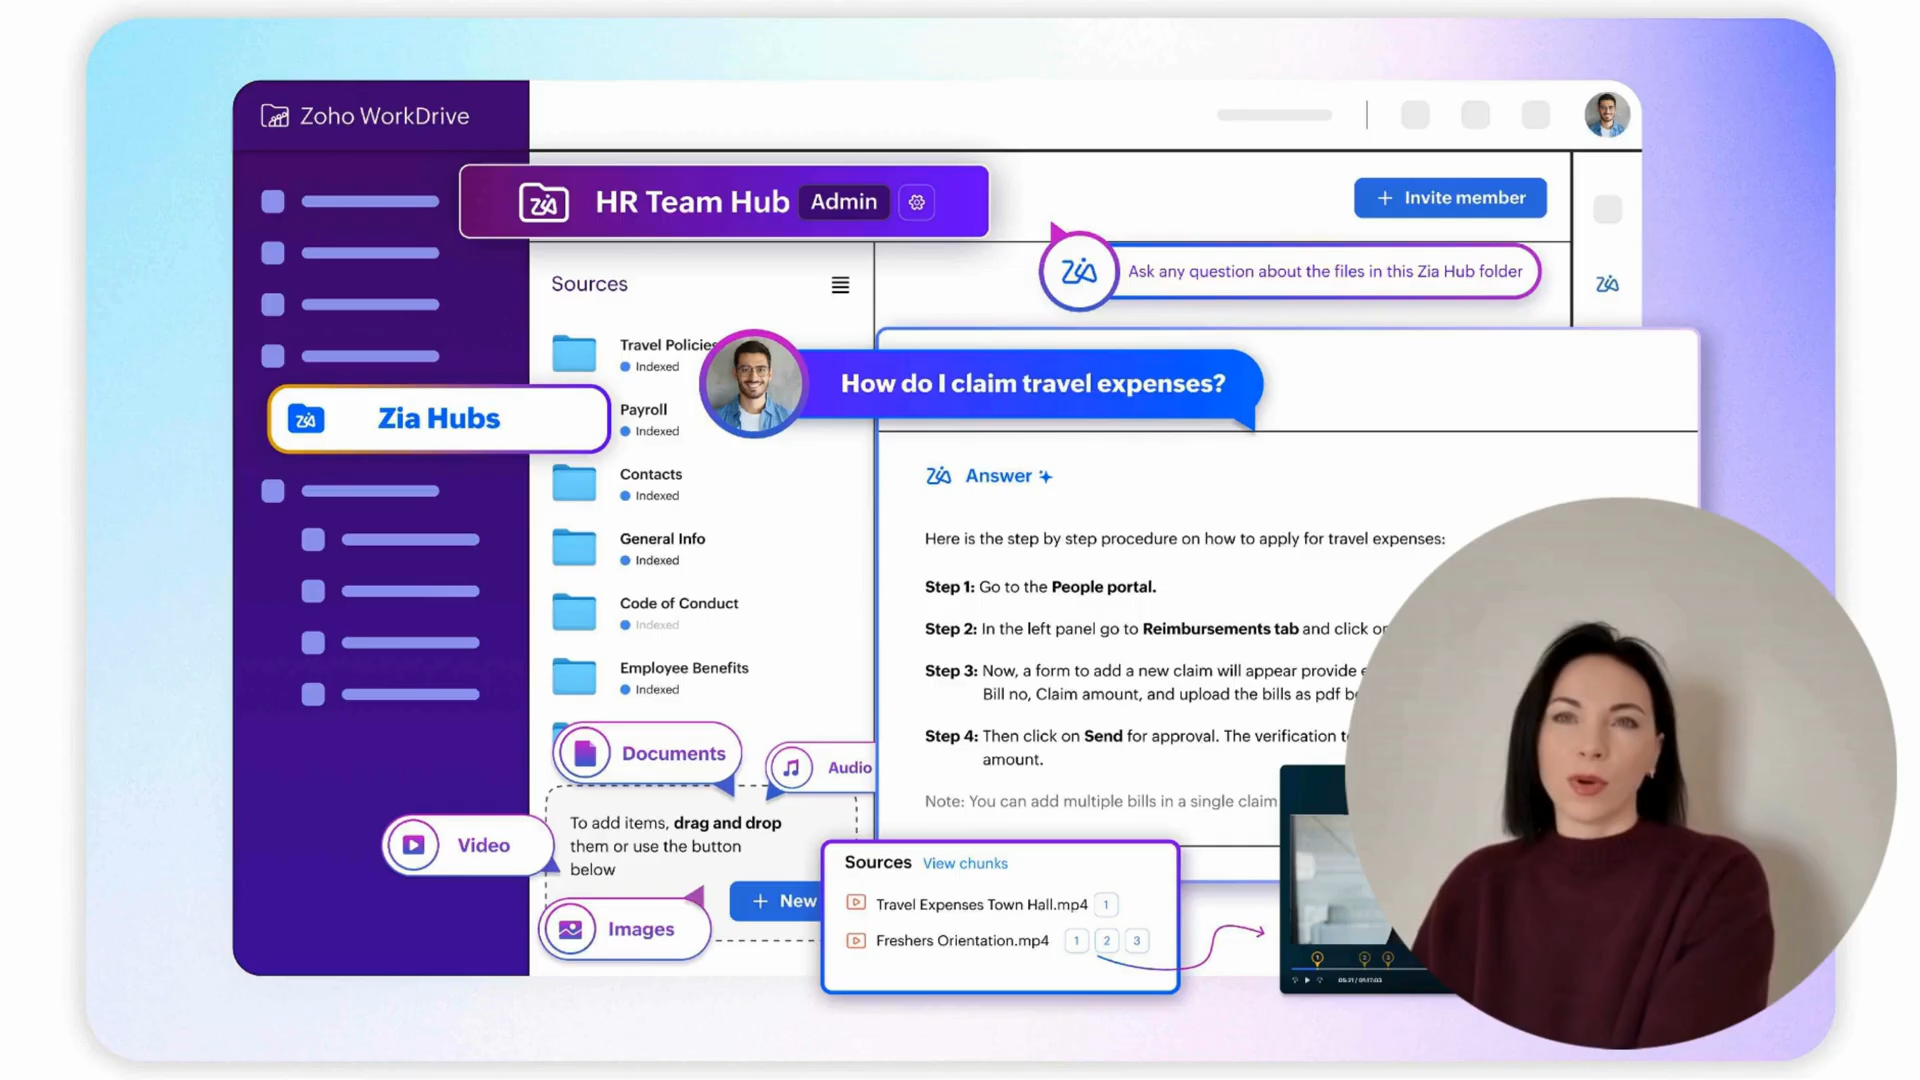 Zoho WorkDrive
HR Team Hub Admin
+ Invite member
Ask any question about the files in this Zia Hub folder
Sources
Travel Policies
Indexed
How do I claim travel expenses?
Zia Hubs
Payroll
Indexed
Contacts
Indexed
General Info
Indexed
Code of Conduct
Indexed
Employee Benefits
Indexed
Answer
Here is the step by step procedure on how to apply for travel expenses:
Step 1: Go to the People portal.
Step 2: In the left panel go to Reimbursements tab and click
Step 3: Now, a form to add a new claim will appear provide
Bill no, Claim amount, and upload the bills as pdf
Step 4: Then click on Send for approval. The verification
amount.
Note: You can add multiple bills in a single claim
Documents
Audio
Video
Images
To add items, drag and drop
them or use the button
below
+ New
Sources View chunks
Travel Expenses Town Hall.mp4 1
Freshers Orientation.mp4 1 2 3
1 2 3